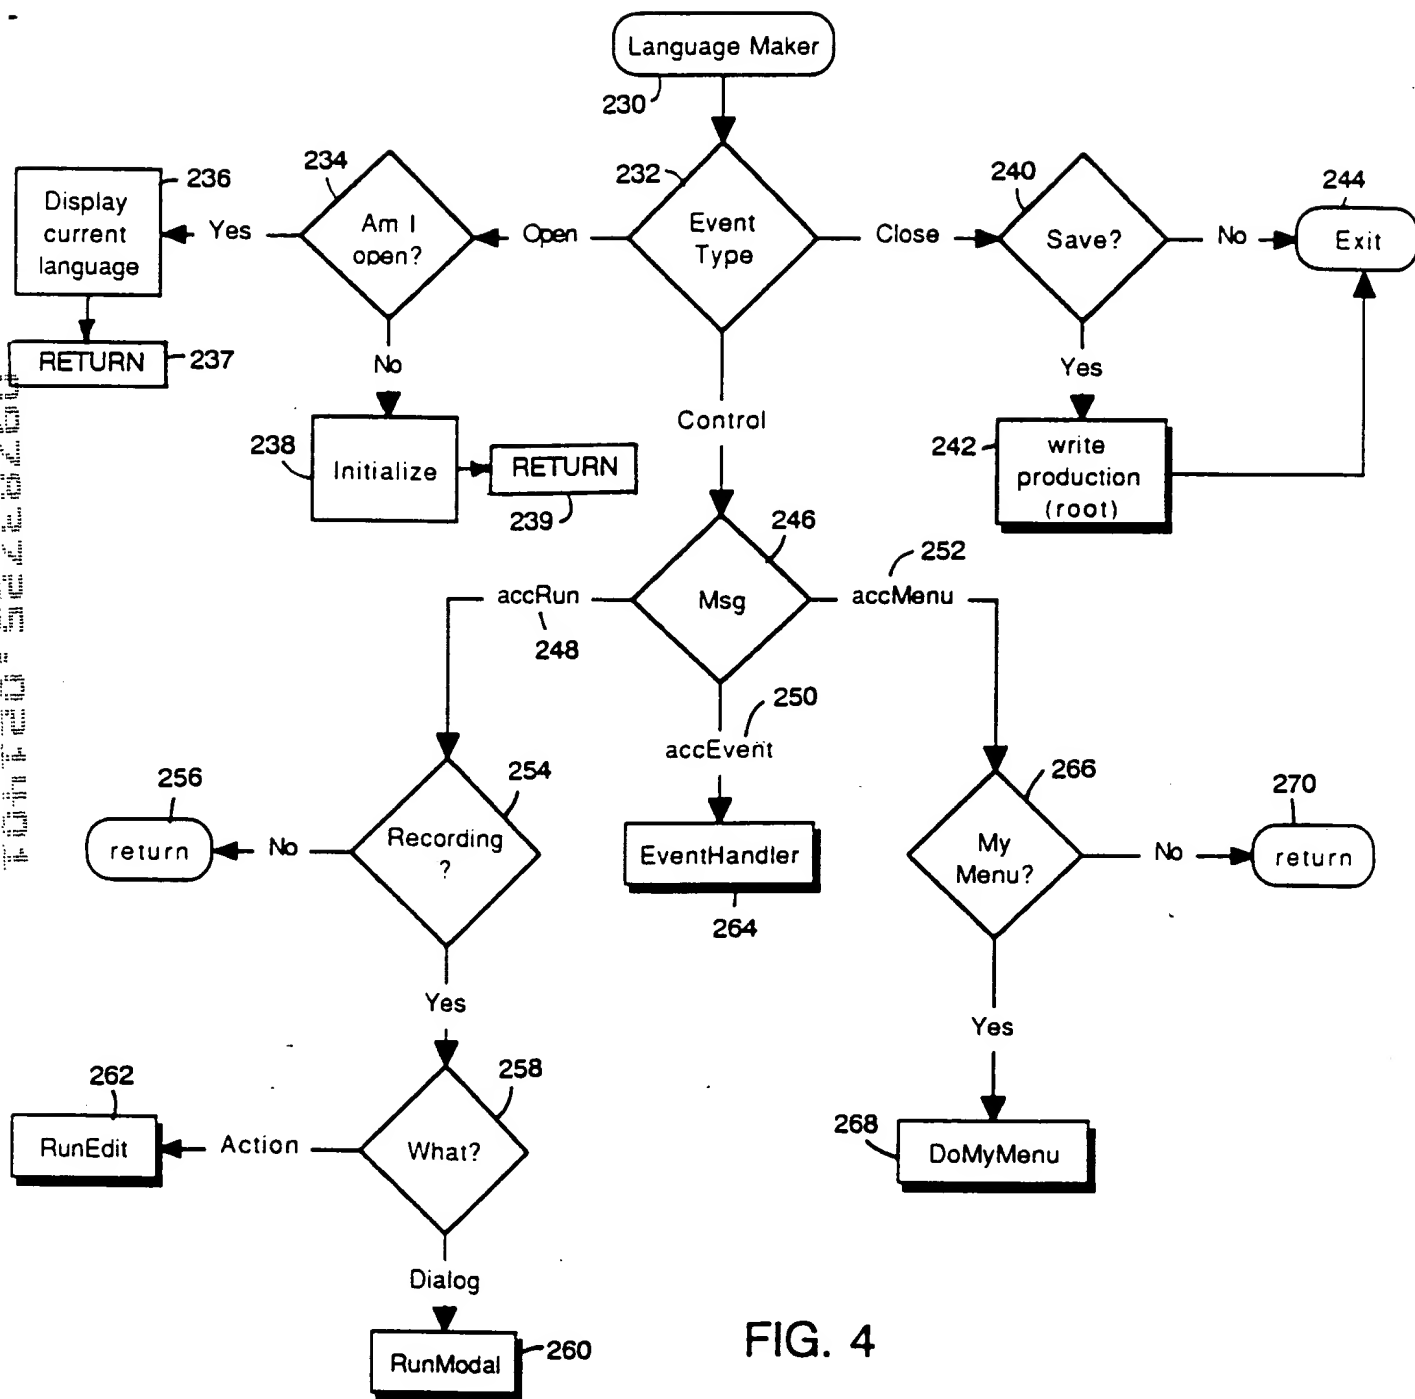 Language Maker
230
234
236
232
240
244
Display
current
language
Yes
Am I
open?
Open
Event
Type
Close
Save?
No
Exit
RETURN
237
No
Yes
Control
238
Initialize
RETURN
239
242
write
production
(root)
246
252
accRun
248
Msg
accMenu
250
accEvent
256
254
266
270
return
No
Recording
?
EventHandler
264
My
Menu?
No
return
Yes
Yes
262
258
268
RunEdit
Action
What?
DoMyMenu
Dialog
RunModal
260
FIG. 4